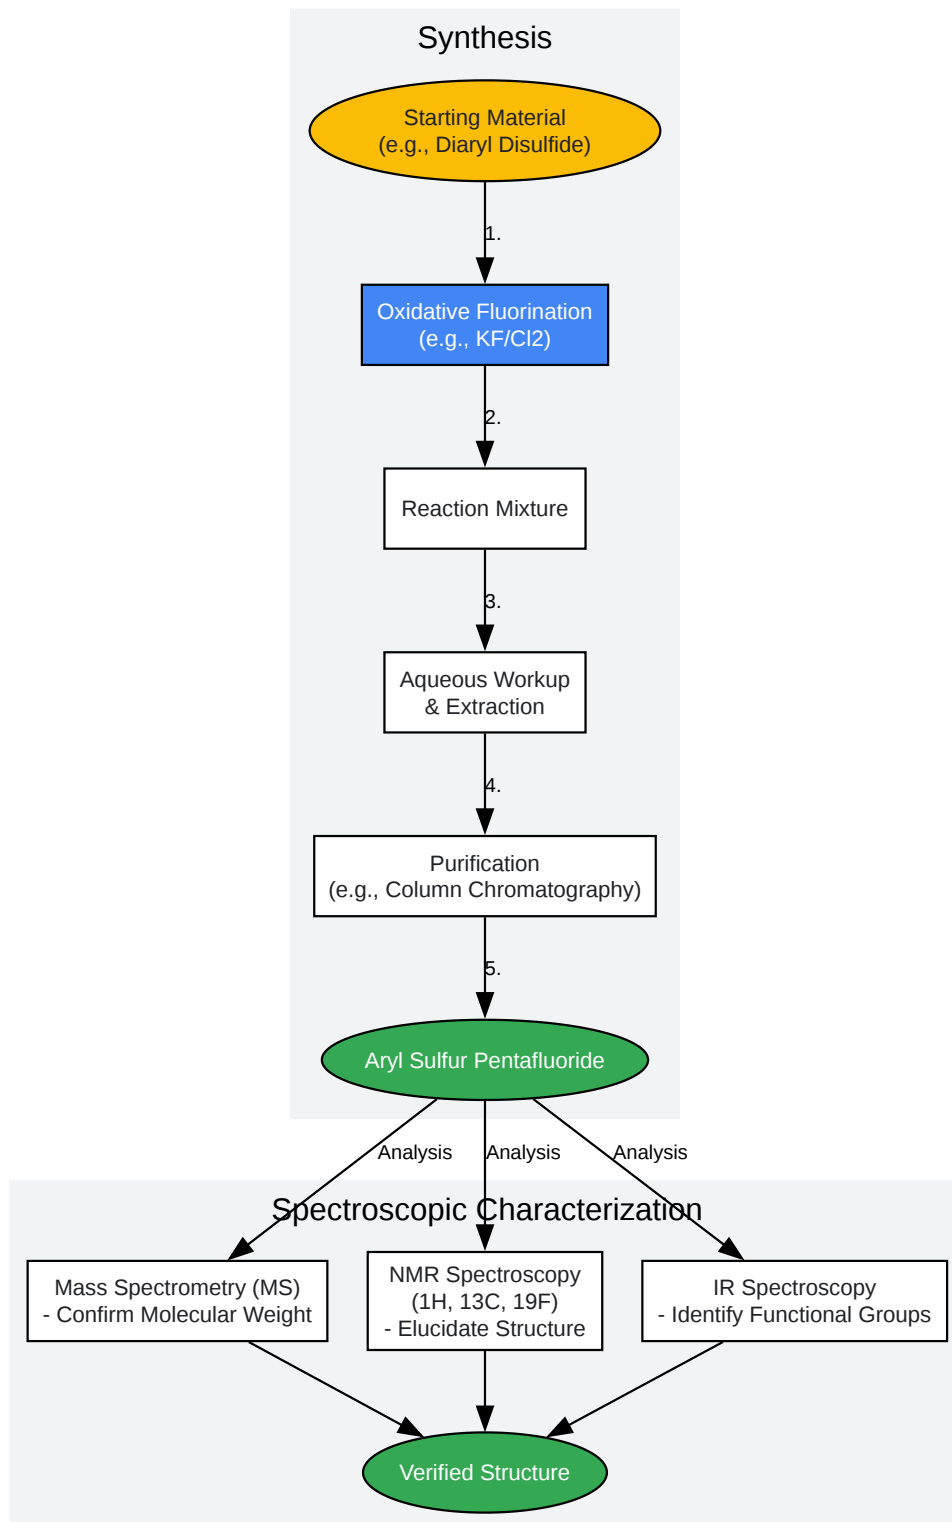 Synthesis
Starting Material
(e.g., Diaryl Disulfide)
1.
Oxidative Fluorination
(e.g., KF/Cl2)
2.
Reaction Mixture
3.
Aqueous Workup
& Extraction
4.
Purification
(e.g., Column Chromatography)
5.
Aryl Sulfur Pentafluoride
Analysis
Analysis
Analysis
Spectroscopic Characterization
Mass Spectrometry (MS)
- Confirm Molecular Weight
NMR Spectroscopy
(1H, 13C, 19F)
- Elucidate Structure
IR Spectroscopy
- Identify Functional Groups
Verified Structure